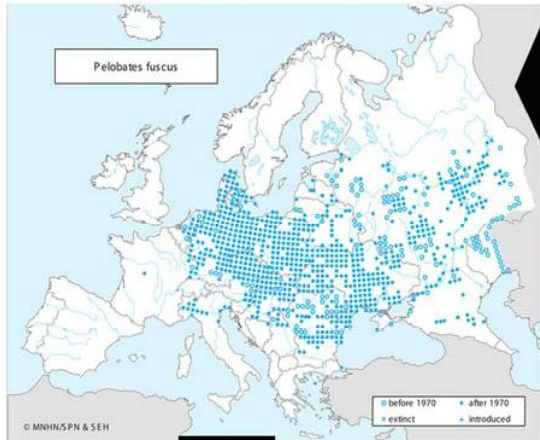 Pelobates fuscus
before 1970 after 1970
extinct introduced
© MNHN/SPN & SEH